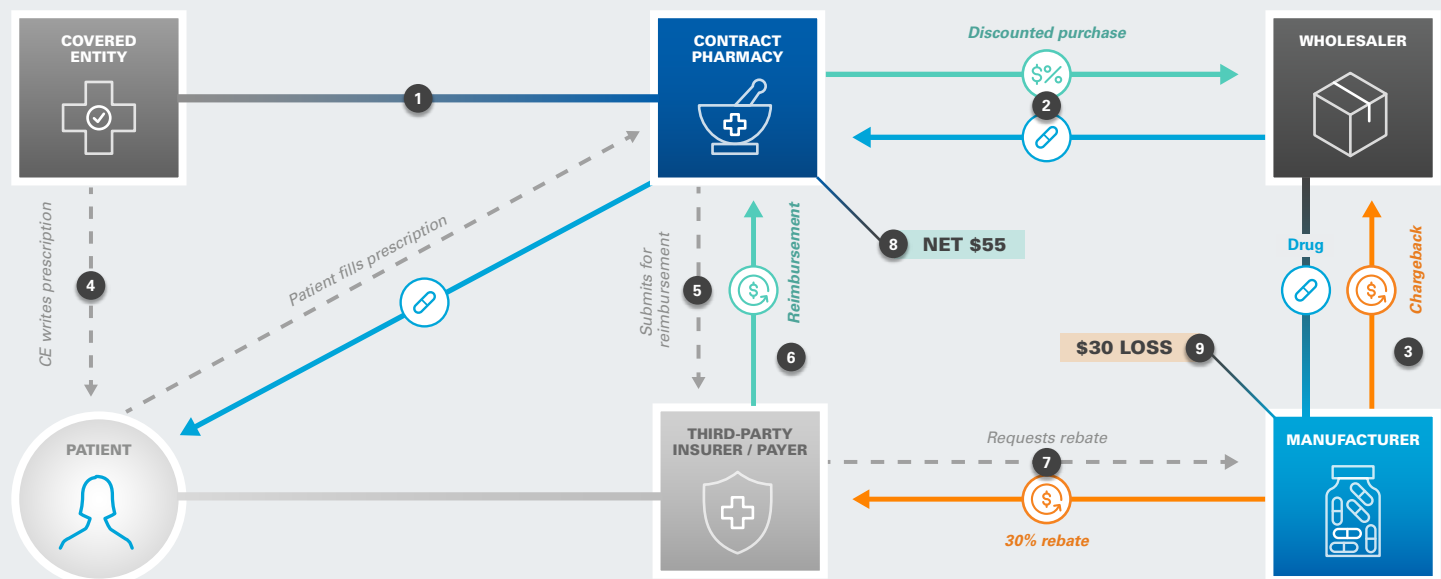 COVERED
ENTITY
1
CONTRACT
PHARMACY
Discounted purchase
$%
2
WHOLESALER
CE writes prescription
4
Patient fills prescription
Submits for
reimbursement
5
$
Reimbursement
6
8
NET $55
Drug
$
Chargeback
3
$30 LOSS
9
PATIENT
THIRD-PARTY
INSURER / PAYER
Requests rebate
7
$
30% rebate
MANUFACTURER